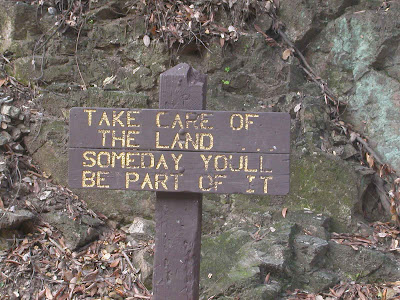 TAKE CARE OF
THE LAND...
SOMEDAY YOULL
BE PART OF IT